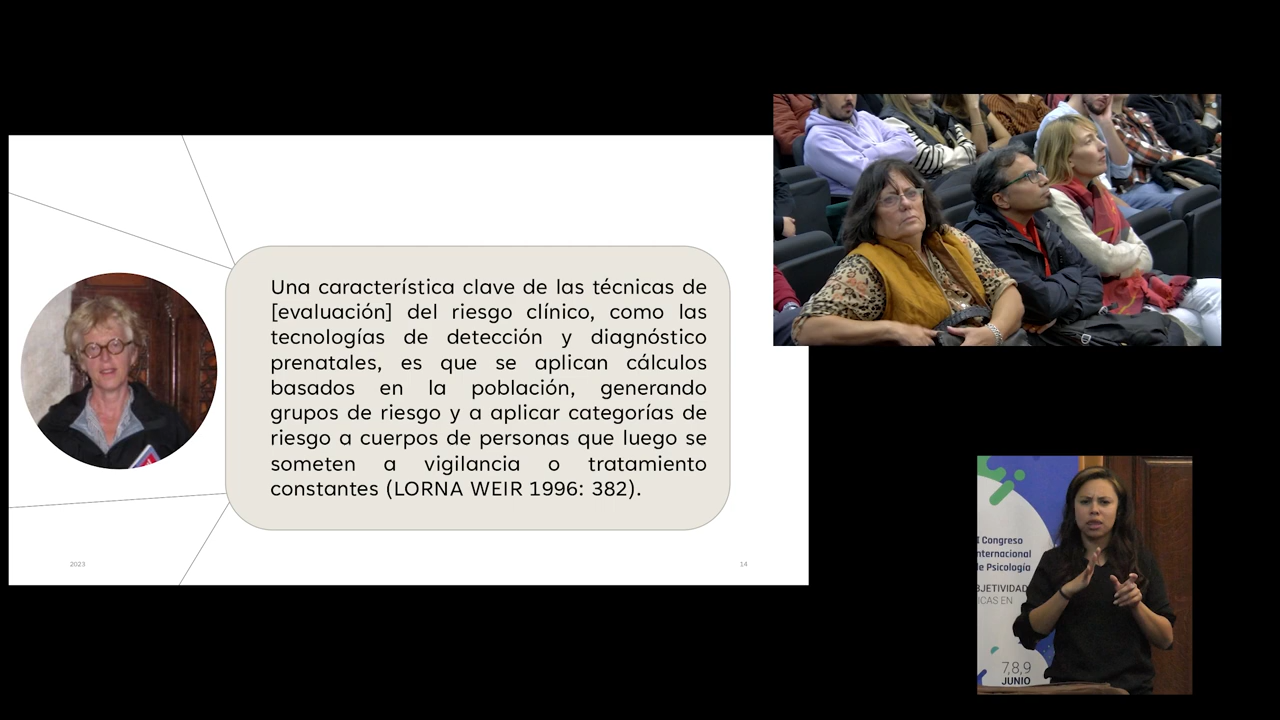 Una característica clave de las técnicas de
[evaluación] del riesgo clínico, como las
tecnologías de detección y diagnóstico
prenatales, es que se aplican cálculos
basados en la población, generando
grupos de riesgo y a aplicar categorías de
riesgo a cuerpos de personas que luego se
someten a vigilancia o tratamiento
constantes (LORNA WEIR 1996: 382).
2023
14
I Congreso
nternacional
de Psicología
BJETIVIDAD
ICAS EN
7,8,9
JUNIO